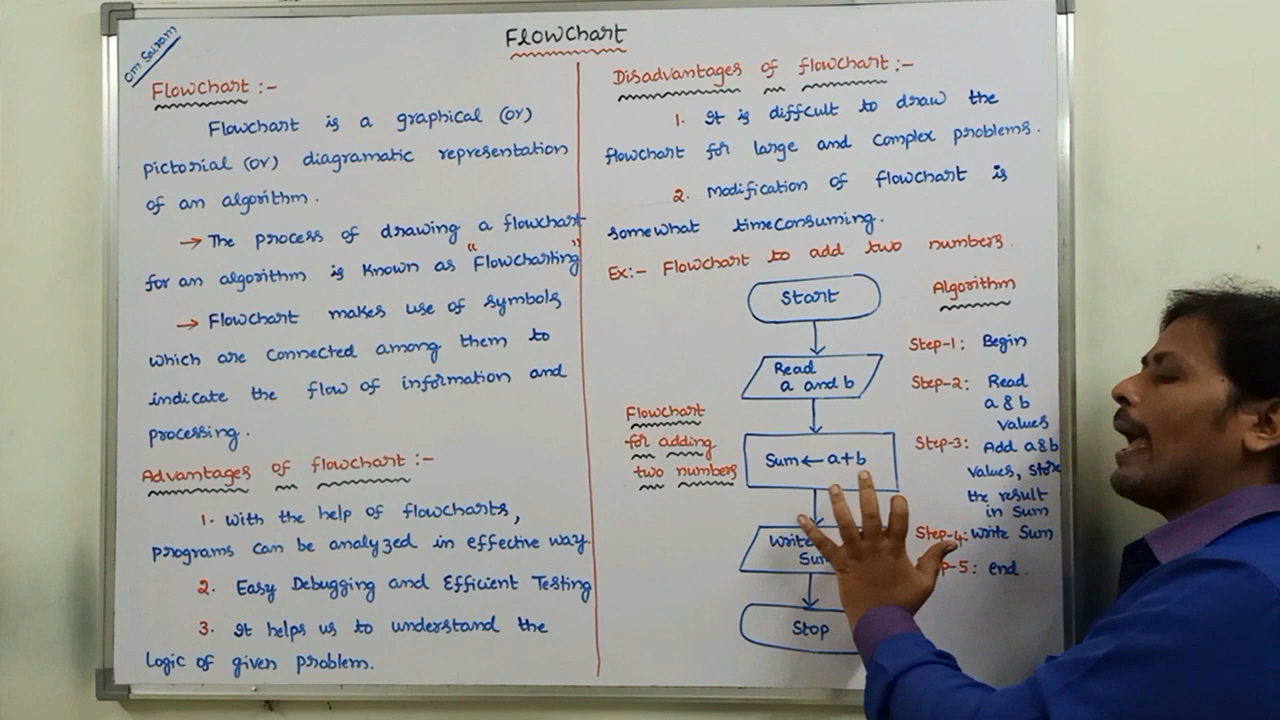 Om Sairam
Flowchart
Flowchart :-
Flowchart is a graphical (or)
pictorial (or) diagramatic representation
of an algorithm.
→ The process of drawing a flowchart
for an algorithm is known as "Flowcharting"
→ Flowchart makes use of symbols
which are connected among them to
indicate the flow of information and
processing.
Advantages of flowchart :-
1. With the help of flowcharts,
programs can be analyzed in effective way.
2. Easy Debugging and Efficient Testing
3. It helps us to understand the
logic of given problem.
Disadvantages of flowchart :-
1. It is difficult to draw the
flowchart for large and complex problems.
2. Modification of flowchart is
somewhat timeconsuming.
Ex:- Flowchart to add two numbers.
Start
Read
a and b
Sum ← a+b
Write
Sum
Stop
Flowchart
for adding
two numbers
Algorithm
Step-1: Begin
Step-2: Read
a & b
values
Step-3: Add a & b
values, store
the result
in Sum
Step-4: Write Sum
p-5: end.